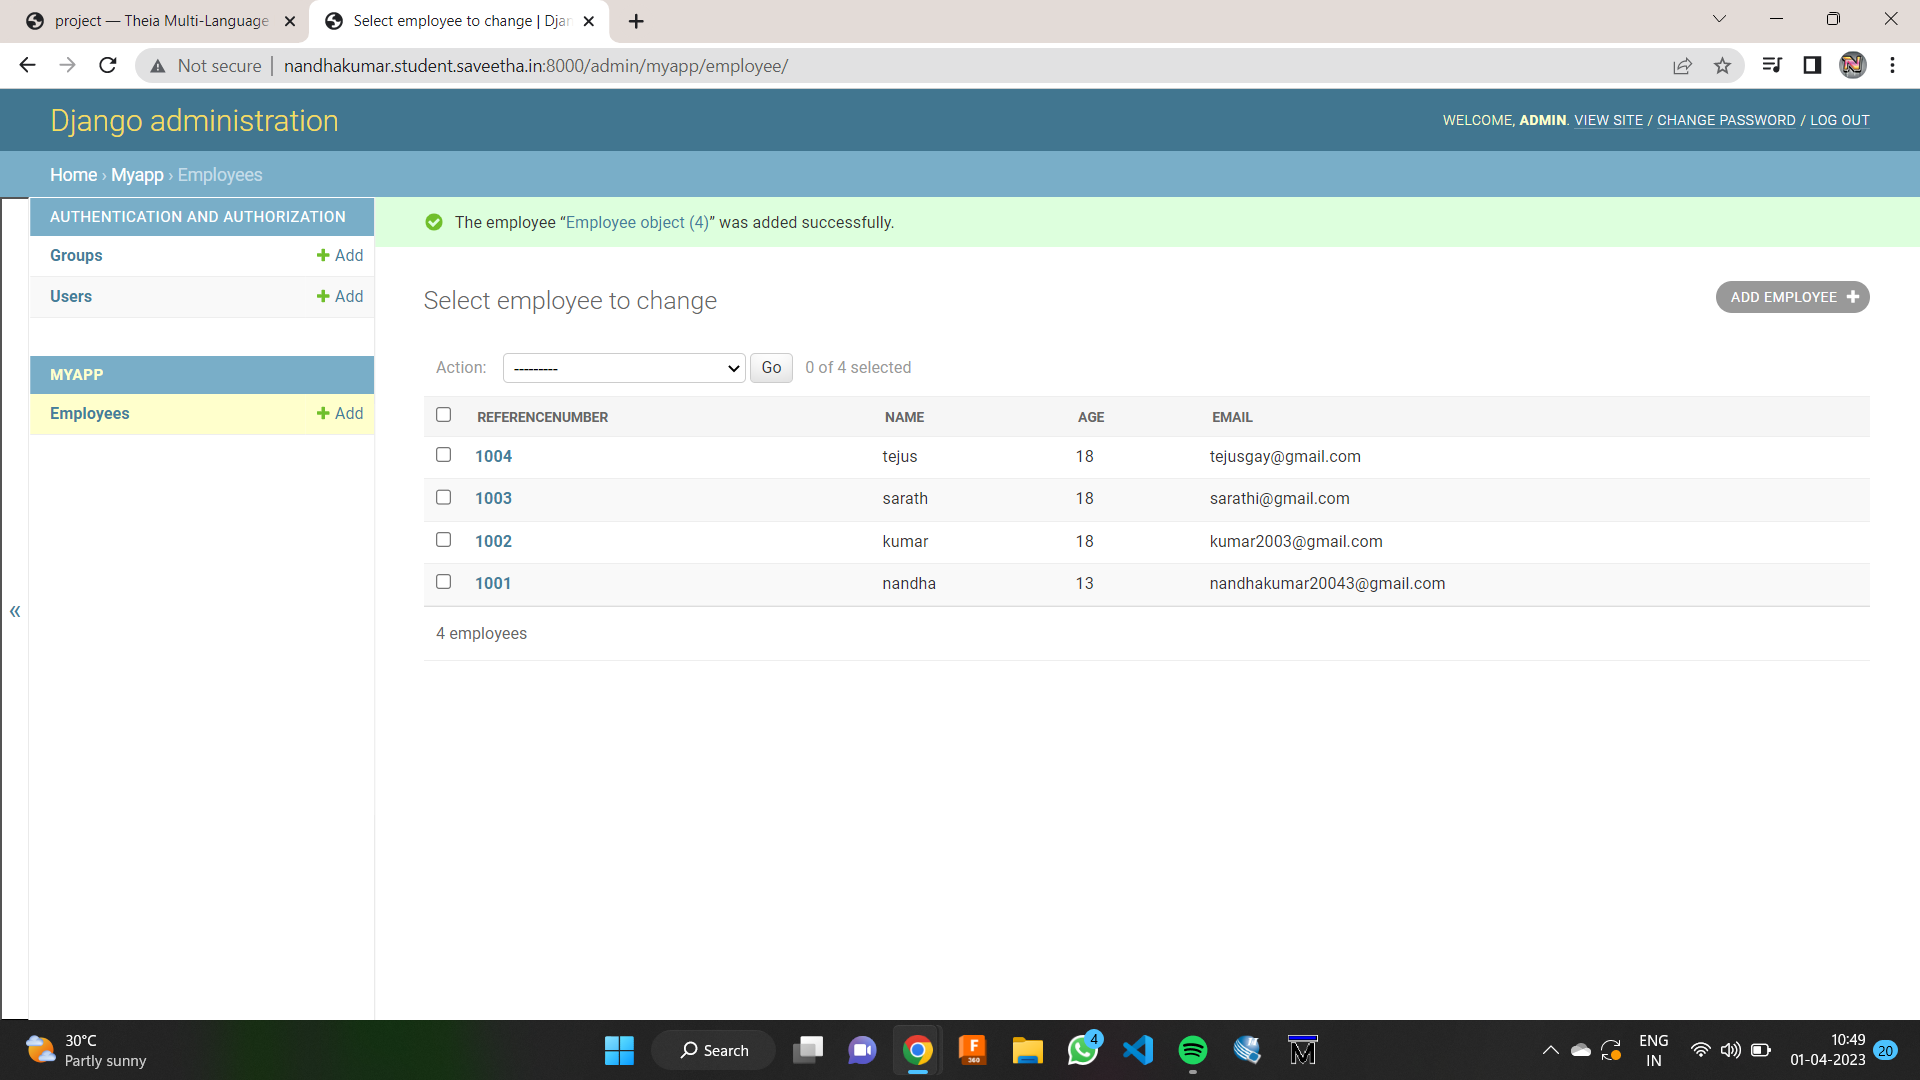 project — Theia Multi-Language
Select employee to change | Djan
Not secure | nandhakumar.student.saveetha.in:8000/admin/myapp/employee/
Django administration
WELCOME, ADMIN. VIEW SITE / CHANGE PASSWORD / LOG OUT
Home › Myapp › Employees
AUTHENTICATION AND AUTHORIZATION
Groups Add
Users Add
MYAPP
Employees Add
«
The employee “Employee object (4)” was added successfully.
Select employee to change
ADD EMPLOYEE
Action: --------- Go 0 of 4 selected
REFERENCENUMBER NAME AGE EMAIL
1004 tejus 18 tejusgay@gmail.com
1003 sarath 18 sarathi@gmail.com
1002 kumar 18 kumar2003@gmail.com
1001 nandha 13 nandhakumar20043@gmail.com
4 employees
30°C
Partly sunny
Search
F
360
4
M
ENG
IN
10:49
01-04-2023
20